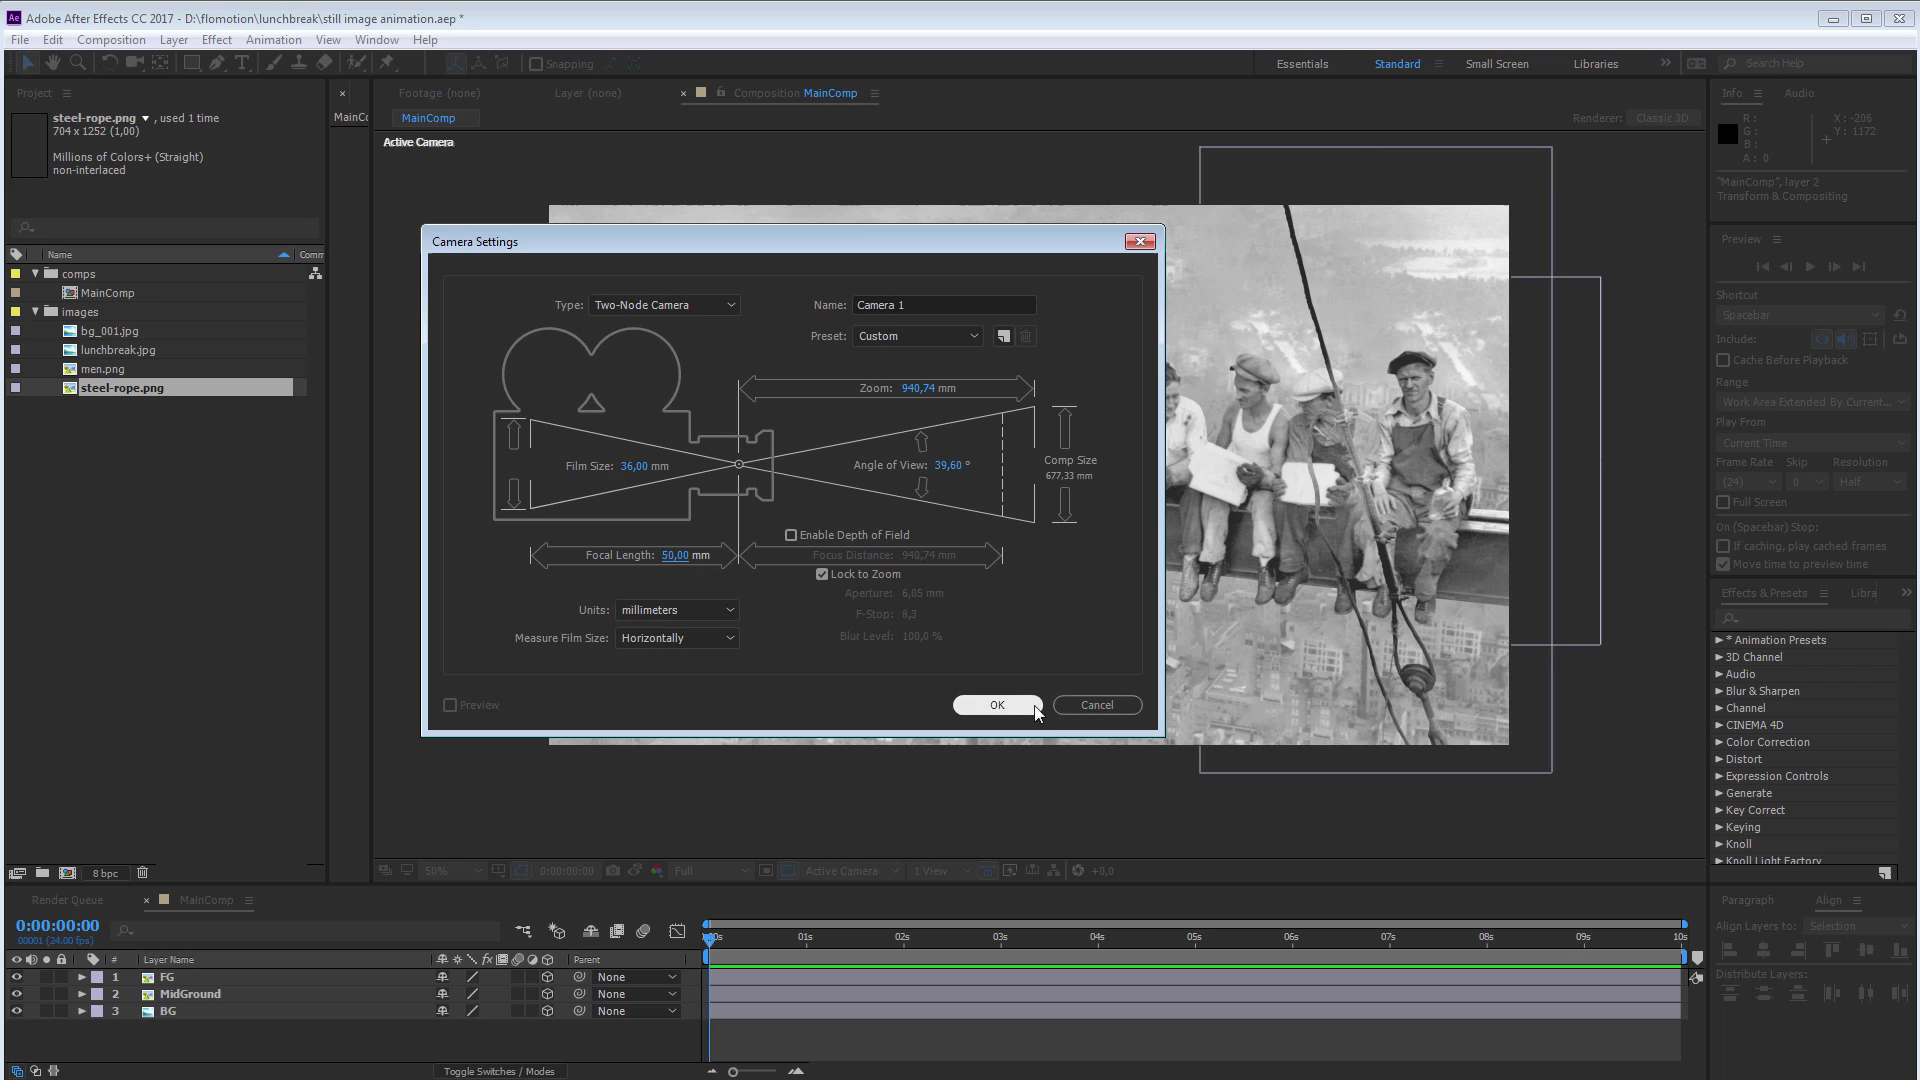 Adobe After Effects CC 2017 - D:\flomotion\lunchbreak\still image animation.aep *
File Edit Composition Layer Effect Animation View Window Help
Snapping
Essentials Standard Small Screen Libraries Search Help
Project
steel-rope.png , used 1 time
704 x 1252 (1,00)
Millions of Colors+ (Straight)
non-interlaced
Name Comm
comps
MainComp
images
bg_001.jpg
lunchbreak.jpg
men.png
steel-rope.png
8 bpc
MainCo
Footage (none) Layer (none) Composition MainComp
MainComp
Renderer: Classic 3D
Active Camera
Camera Settings
Type: Two-Node Camera
Name: Camera 1
Preset: Custom
Zoom: 940,74 mm
Film Size: 36,00 mm
Angle of View: 39,60 °
Comp Size
677,33 mm
Enable Depth of Field
Focal Length: 50,00 mm
Focus Distance: 940,74 mm
Lock to Zoom
Aperture: 6,05 mm
Units: millimeters
F-Stop: 8,3
Measure Film Size: Horizontally
Blur Level: 100,0 %
Preview
OK
Cancel
50% 0:00:00:00 Full Active Camera 1 View +0,0
Info Audio
R :
G :
B :
A : 0
X : -206
Y : 1172
"MainComp", layer 2
Transform & Compositing
Preview
Shortcut
Spacebar
Include:
Cache Before Playback
Range
Work Area Extended By Current...
Play From
Current Time
Frame Rate Skip Resolution
(24) 0 Half
Full Screen
On (Spacebar) Stop:
If caching, play cached frames
Move time to preview time
Effects & Presets Libra
* Animation Presets
3D Channel
Audio
Blur & Sharpen
Channel
CINEMA 4D
Color Correction
Distort
Expression Controls
Generate
Key Correct
Keying
Knoll
Knoll Light Factory
Render Queue MainComp
0:00:00:00
00001 (24.00 fps)
:00s 01s 02s 03s 04s 05s 06s 07s 08s 09s 10s
# Layer Name fx Parent
1 FG None
2 MidGround None
3 BG None
Toggle Switches / Modes
Paragraph Align
Align Layers to: Selection
Distribute Layers: